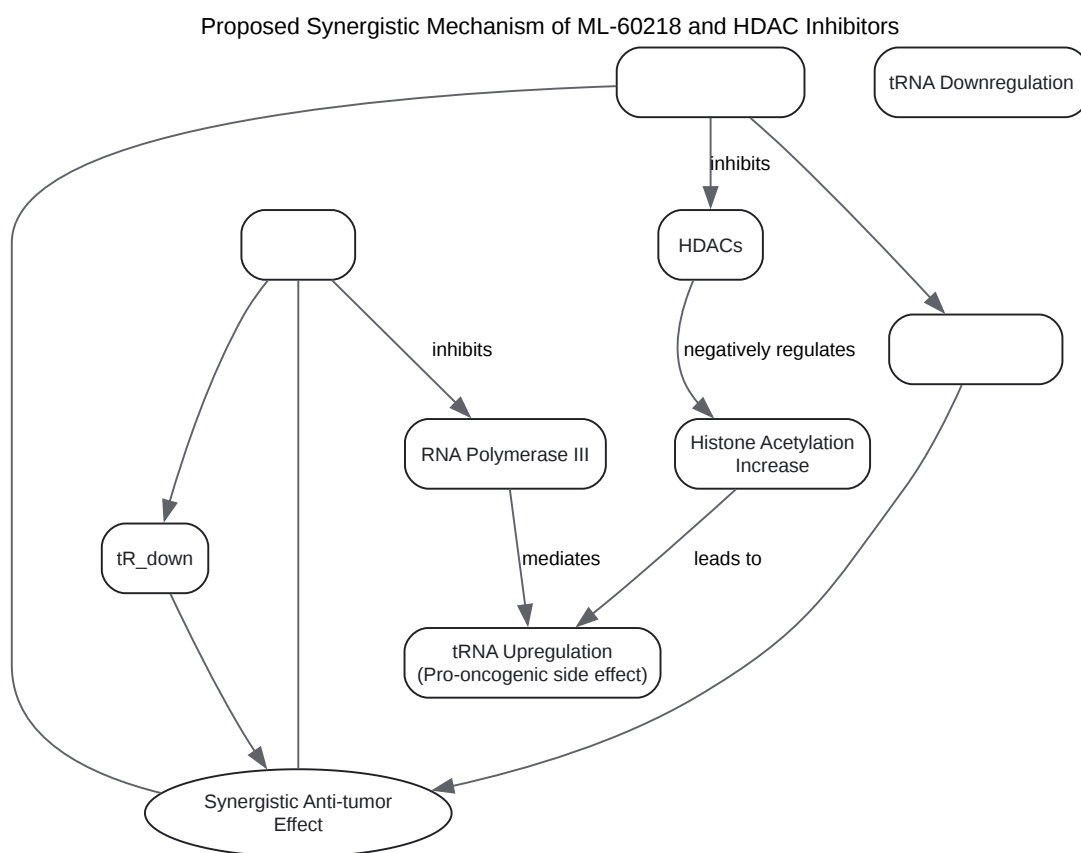 Proposed Synergistic Mechanism of ML-60218 and HDAC Inhibitors
tRNA Downregulation
inhibits
HDACs
inhibits
negatively regulates
RNA Polymerase III
Histone Acetylation
Increase
tR_down
mediates
leads to
tRNA Upregulation
(Pro-oncogenic side effect)
Synergistic Anti-tumor
Effect